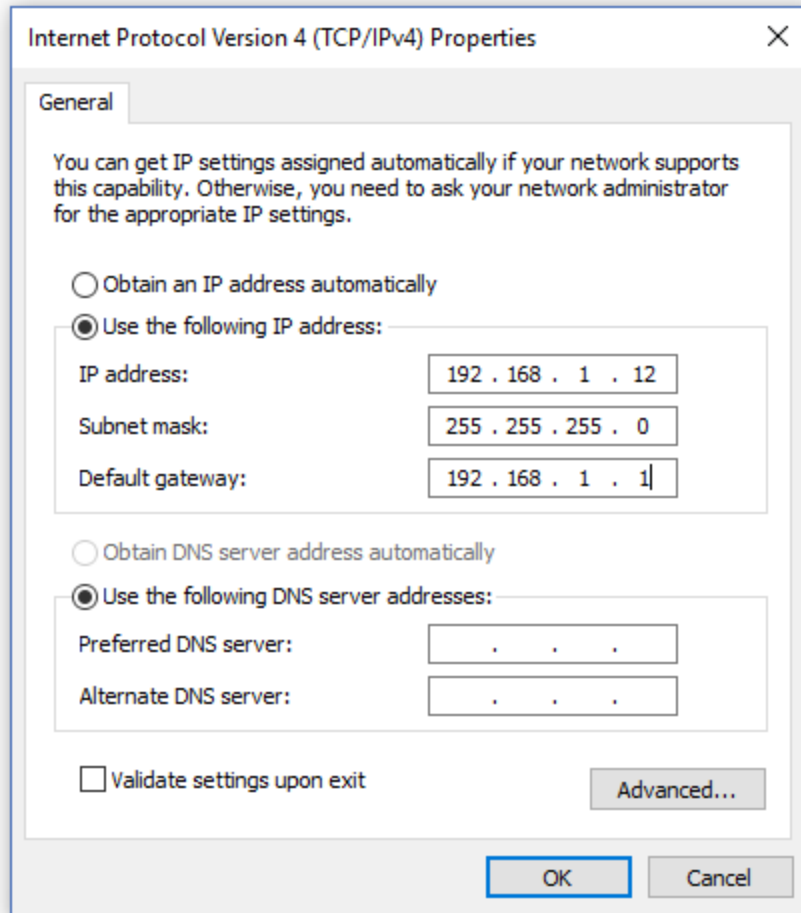 Internet Protocol Version 4 (TCP/IPv4) Properties
General
You can get IP settings assigned automatically if your network supports
this capability. Otherwise, you need to ask your network administrator
for the appropriate IP settings.
Obtain an IP address automatically
Use the following IP address:
IP address: 192 . 168 . 1 . 12
Subnet mask: 255 . 255 . 255 . 0
Default gateway: 192 . 168 . 1 . 1
Obtain DNS server address automatically
Use the following DNS server addresses:
Preferred DNS server: . . .
Alternate DNS server: . . .
Validate settings upon exit
Advanced...
OK Cancel